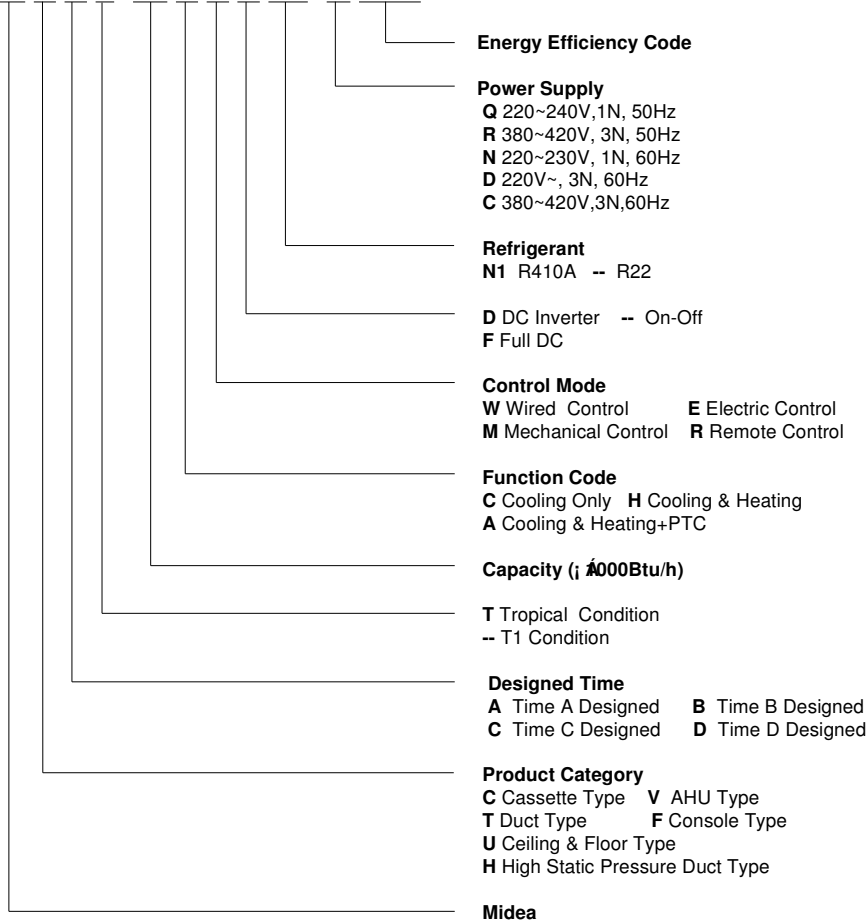 Energy Efficiency Code
Power Supply
Q 220~240V,1N, 50Hz
R 380~420V, 3N, 50Hz
N 220~230V, 1N, 60Hz
D 220V~, 3N, 60Hz
C 380~420V,3N,60Hz
Refrigerant
N1 R410A -- R22
D DC Inverter -- On-Off
F Full DC
Control Mode
W Wired Control E Electric Control
M Mechanical Control R Remote Control
Function Code
C Cooling Only H Cooling & Heating
A Cooling & Heating+PTC
Capacity
T Tropical Condition
-- T1 Condition
Designed Time
A Time A Designed B Time B Designed
C Time C Designed D Time D Designed
Product Category
C Cassette Type V AHU Type
T Duct Type F Console Type
U Ceiling & Floor Type
H High Static Pressure Duct Type
Midea